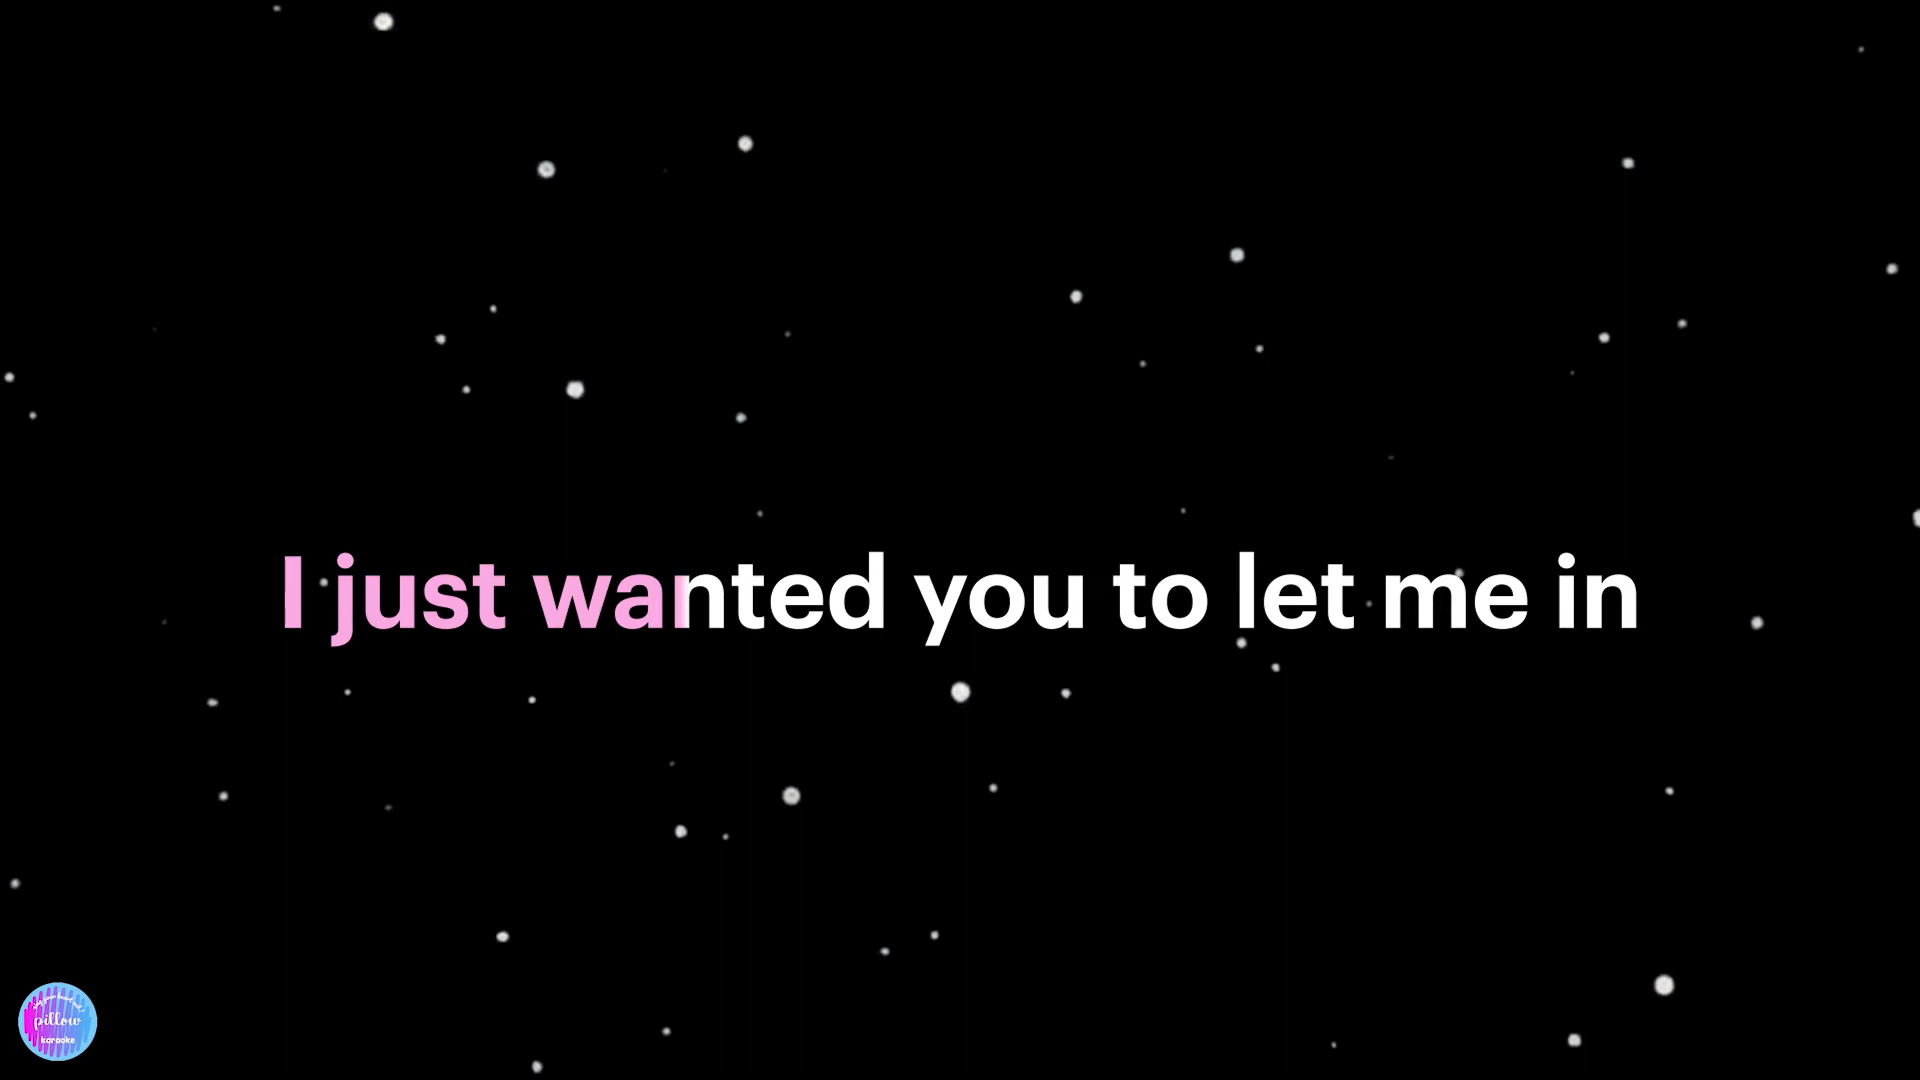 I just wanted you to let me in
pillow
karaoke